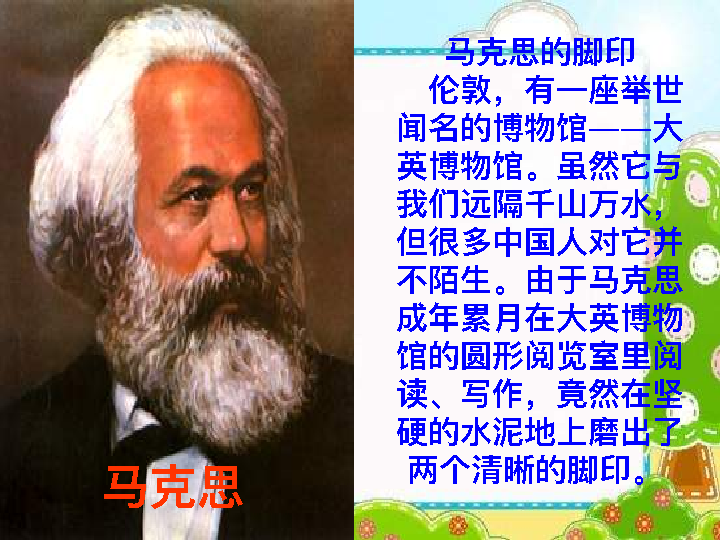 马克思的脚印
伦敦，有一座举世
闻名的博物馆——大
英博物馆。虽然它与
我们远隔千山万水，
但很多中国人对它并
不陌生。由于马克思
成年累月在大英博物
馆的圆形阅览室里阅
读、写作，竟然在坚
硬的水泥地上磨出了
两个清晰的脚印。
马克思